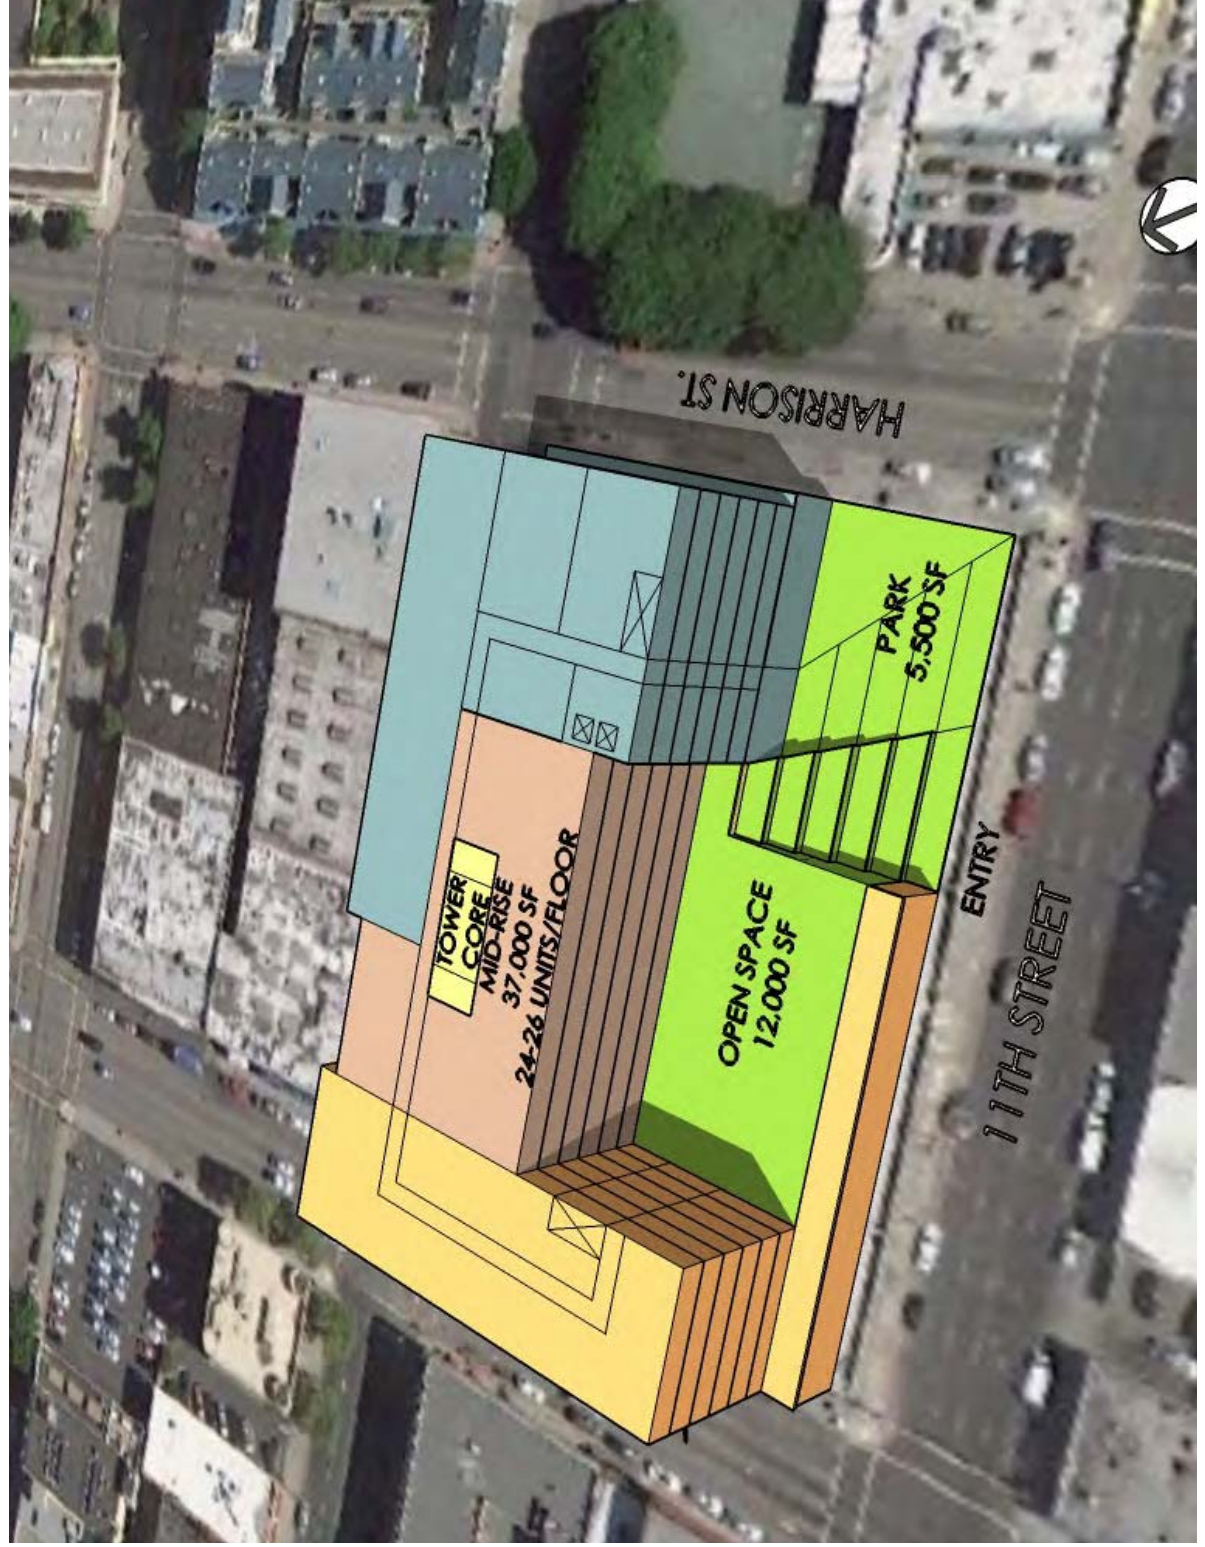 HARRISON ST.
PARK
5,500 SF
TOWER
CORE
MID-RISE
37,000 SF
24-26 UNITS/FLOOR
OPEN SPACE
12,000 SF
ENTRY
11TH STREET